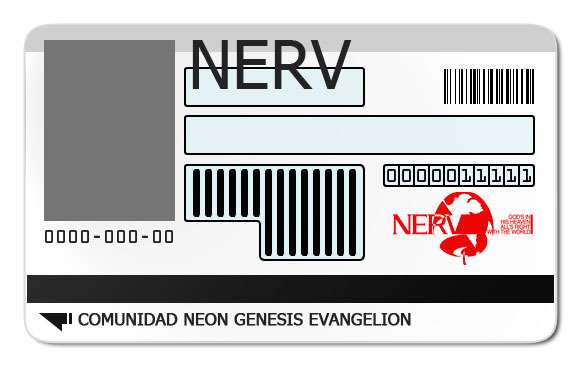 NERV
0000011111
NERV
GOD'S IN
HIS HEAVEN
ALL'S RIGHT
WITH THE WORLD
0000-000-00
COMUNIDAD NEON GENESIS EVANGELION